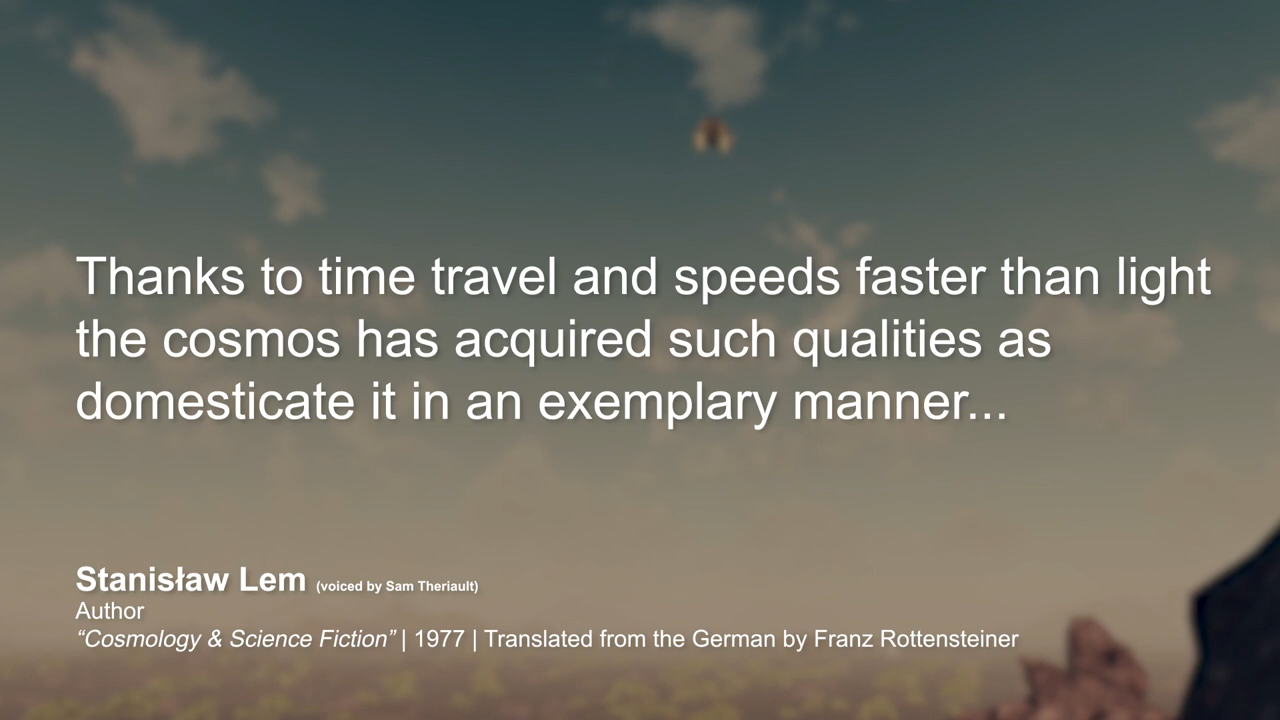 Thanks to time travel and speeds faster than light
the cosmos has acquired such qualities as
domesticate it in an exemplary manner...
Stanisław Lem (voiced by Sam Theriault)
Author
“Cosmology & Science Fiction” | 1977 | Translated from the German by Franz Rottensteiner